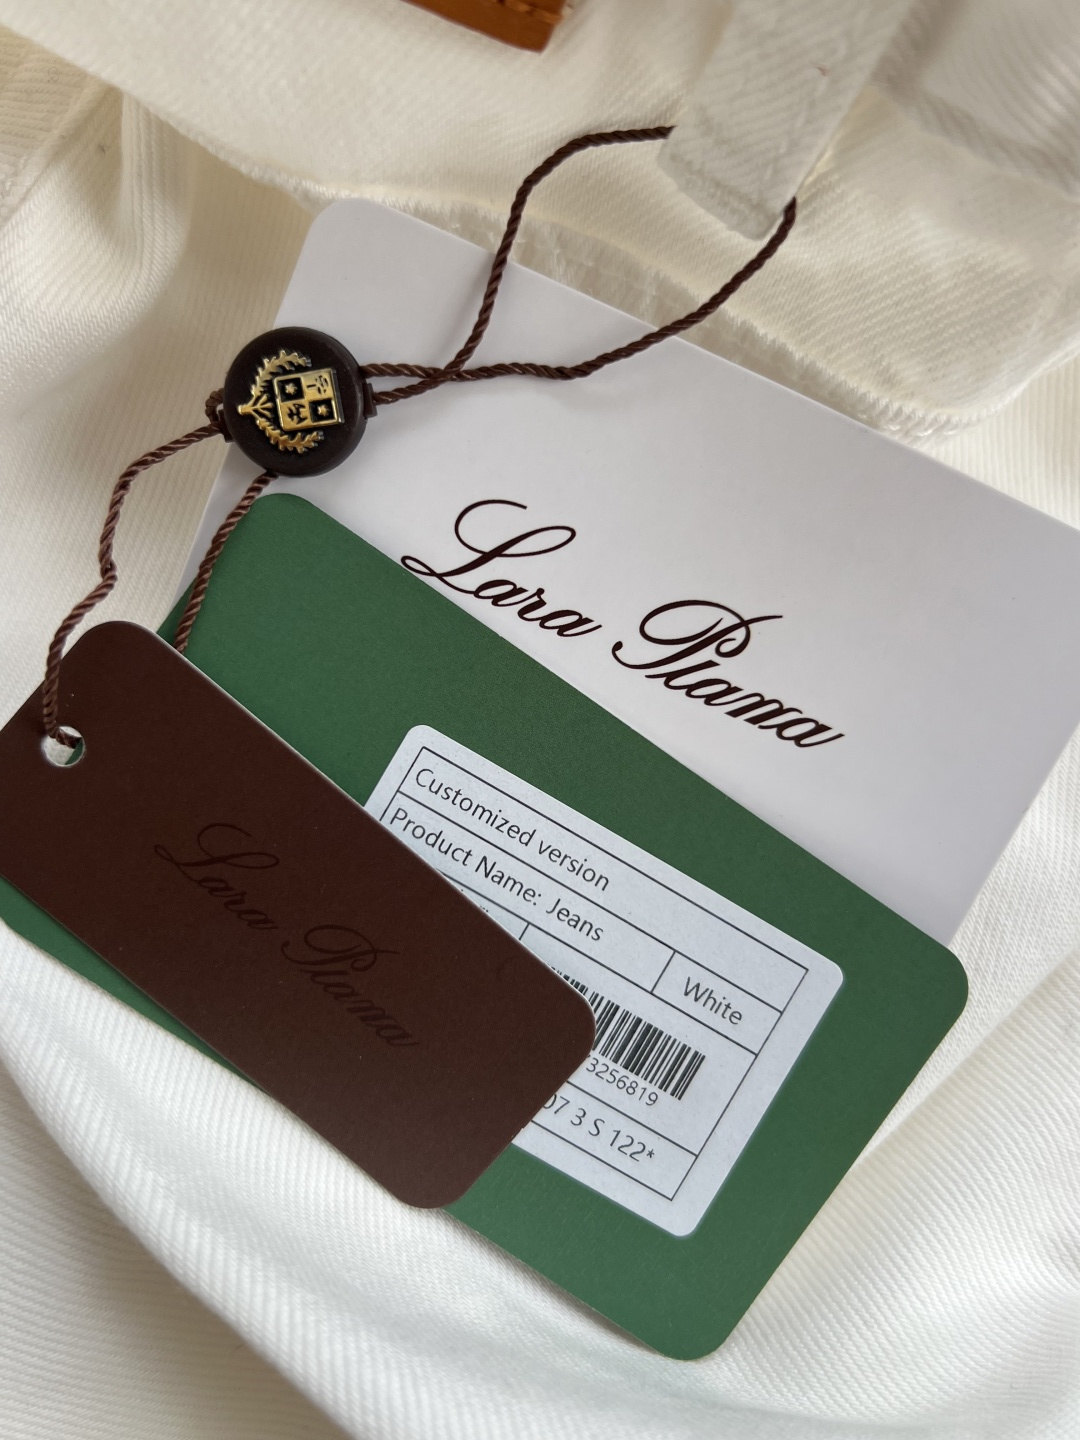 Lara Piana
Customized version
Product Name: Jeans
White
3256819
07 3 S 122*
Lara Piana